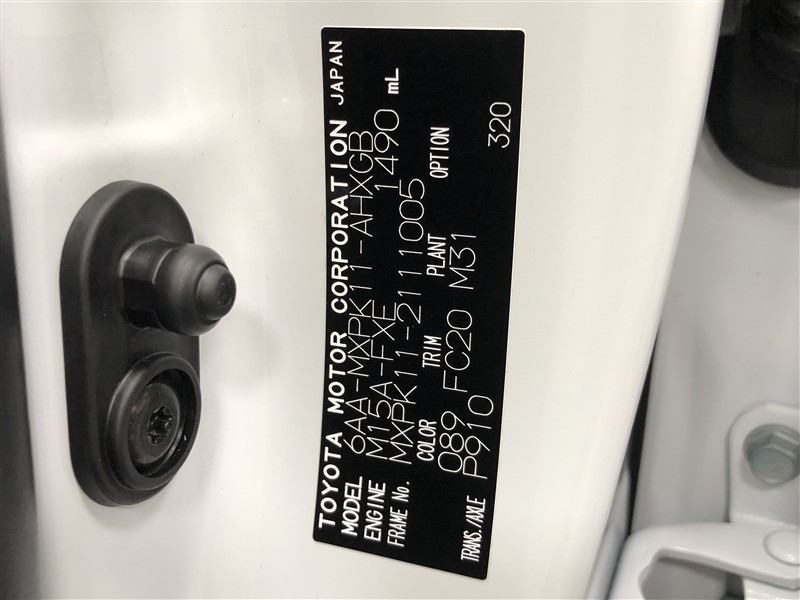 TOYOTA MOTOR CORPORATION JAPAN
MODEL 6AA-MXPK11-AHXGB
ENGINE M15A-FXE 1490 mL
FRAME No. MXPK11-2111005
COLOR TRIM PLANT OPTION
089 FC20 M31
TRANS./AXLE P910 320